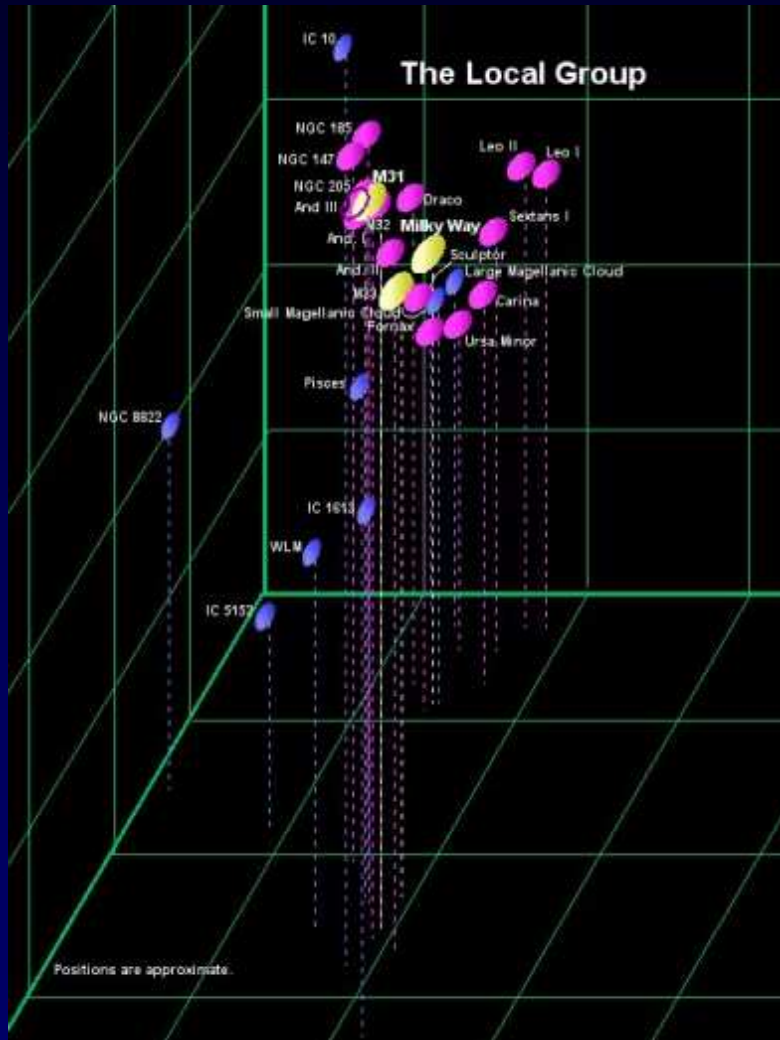 IC 10
The Local Group
NGC 185
NGC 147
Leo II
Leo I
M31
NGC 205
And III
Draco
M32
Milky Way
Sextans I
And. I
Sculptor
And. II
Large Magellanic Cloud
M33
Carina
Small Magellanic Cloud
Fornax
Ursa Minor
Pisces
NGC 8822
IC 1613
WLM
IC 5152
Positions are approximate.